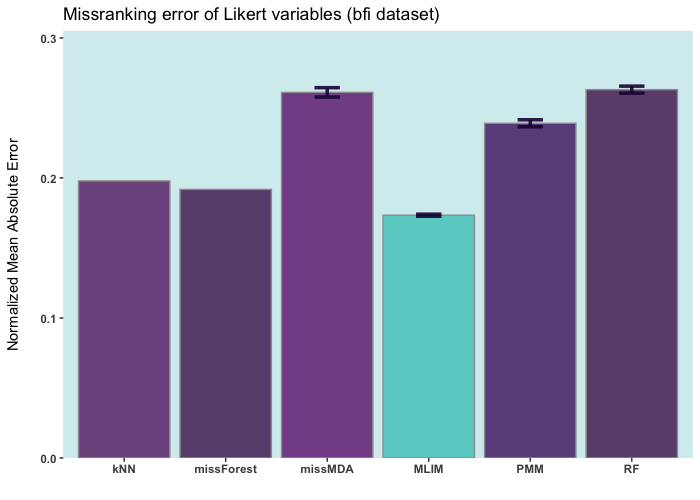 Missranking error of Likert variables (bfi dataset)
Normalized Mean Absolute Error
0.3
0.2
0.1
0.0
kNN missForest missMDA MLIM PMM RF